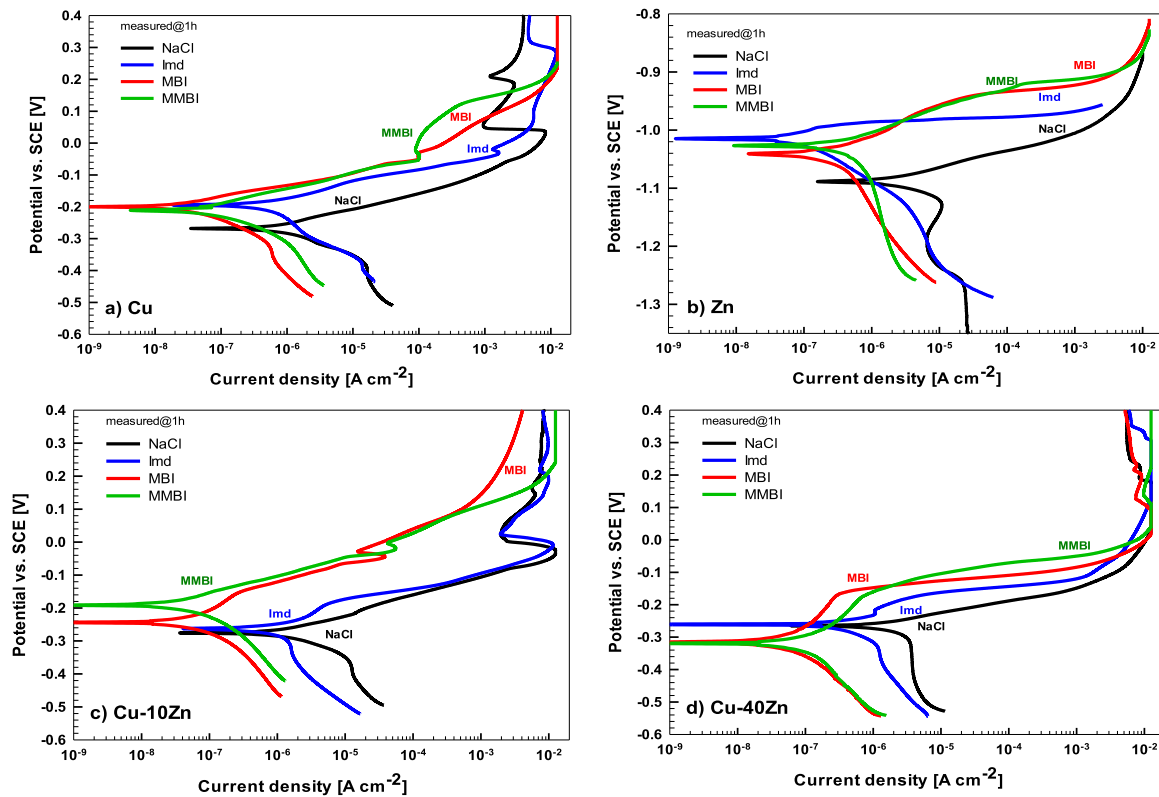 measured@1h
NaCl
Imd
MBI
MMBI
MMBI
MBI
Imd
NaCl
a) Cu
0.4
0.3
0.2
0.1
0.0
-0.1
-0.2
-0.3
-0.4
-0.5
-0.6
Potential vs. SCE [V]
10⁻⁹ 10⁻⁸ 10⁻⁷ 10⁻⁶ 10⁻⁵ 10⁻⁴ 10⁻³ 10⁻²
Current density [A cm⁻²]
measured@1h
NaCl
Imd
MBI
MMBI
MBI
MMBI
Imd
NaCl
b) Zn
-0.8
-0.9
-1.0
-1.1
-1.2
-1.3
Potential vs. SCE [V]
10⁻⁹ 10⁻⁸ 10⁻⁷ 10⁻⁶ 10⁻⁵ 10⁻⁴ 10⁻³ 10⁻²
Current density [A cm⁻²]
measured@1h
NaCl
Imd
MBI
MMBI
MBI
MMBI
Imd
NaCl
c) Cu-10Zn
0.4
0.3
0.2
0.1
0.0
-0.1
-0.2
-0.3
-0.4
-0.5
-0.6
Potential vs. SCE [V]
10⁻⁹ 10⁻⁸ 10⁻⁷ 10⁻⁶ 10⁻⁵ 10⁻⁴ 10⁻³ 10⁻²
Current density [A cm⁻²]
measured@1h
NaCl
Imd
MBI
MMBI
MMBI
MBI
Imd
NaCl
d) Cu-40Zn
0.4
0.3
0.2
0.1
0.0
-0.1
-0.2
-0.3
-0.4
-0.5
-0.6
Potential vs. SCE [V]
10⁻⁹ 10⁻⁸ 10⁻⁷ 10⁻⁶ 10⁻⁵ 10⁻⁴ 10⁻³ 10⁻²
Current density [A cm⁻²]